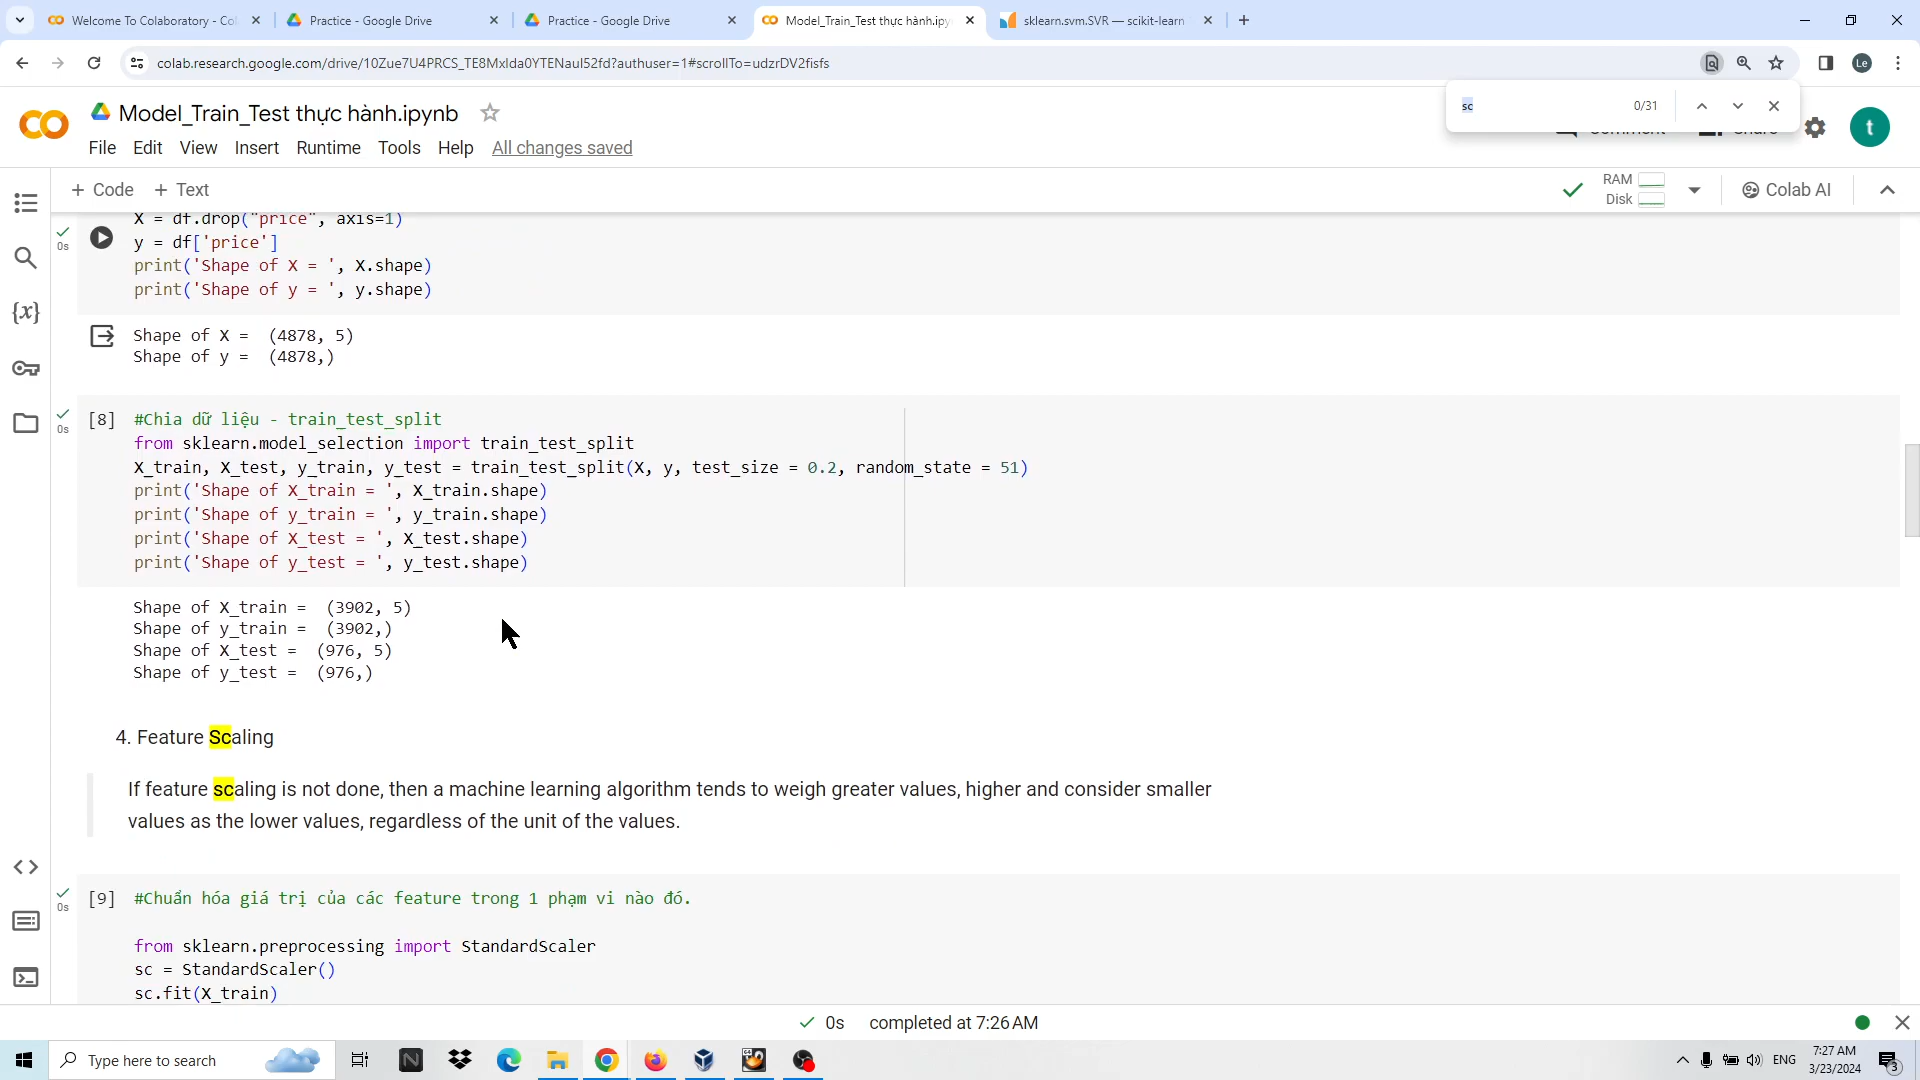 Welcome To Colaboratory - Co
Practice - Google Drive
Practice - Google Drive
Model_Train_Test thực hành.ipy
sklearn.svm.SVR — scikit-learn
colab.research.google.com/drive/10Zue7U4PRCS_TE8MxIda0YTENaul52fd?authuser=1#scrollTo=udzrDV2fisfs
Le
sc
0/31
CO
Model_Train_Test thực hành.ipynb
Comment
Share
t
File Edit View Insert Runtime Tools Help All changes saved
+ Code + Text
RAM
Disk
Colab AI
X = df.drop("price", axis=1)
y = df['price']
print('Shape of X = ', X.shape)
print('Shape of y = ', y.shape)
0s
Shape of X =  (4878, 5)
Shape of y =  (4878,)
[8] #Chia dữ liệu - train_test_split
0s
from sklearn.model_selection import train_test_split
X_train, X_test, y_train, y_test = train_test_split(X, y, test_size = 0.2, random_state = 51)
print('Shape of X_train = ', X_train.shape)
print('Shape of y_train = ', y_train.shape)
print('Shape of X_test = ', X_test.shape)
print('Shape of y_test = ', y_test.shape)
Shape of X_train =  (3902, 5)
Shape of y_train =  (3902,)
Shape of X_test =  (976, 5)
Shape of y_test =  (976,)
4. Feature Scaling
If feature scaling is not done, then a machine learning algorithm tends to weigh greater values, higher and consider smaller
values as the lower values, regardless of the unit of the values.
[9] #Chuẩn hóa giá trị của các feature trong 1 phạm vi nào đó.
0s
from sklearn.preprocessing import StandardScaler
sc = StandardScaler()
sc.fit(X_train)
0s completed at 7:26 AM
Type here to search
ENG
7:27 AM
3/23/2024
3